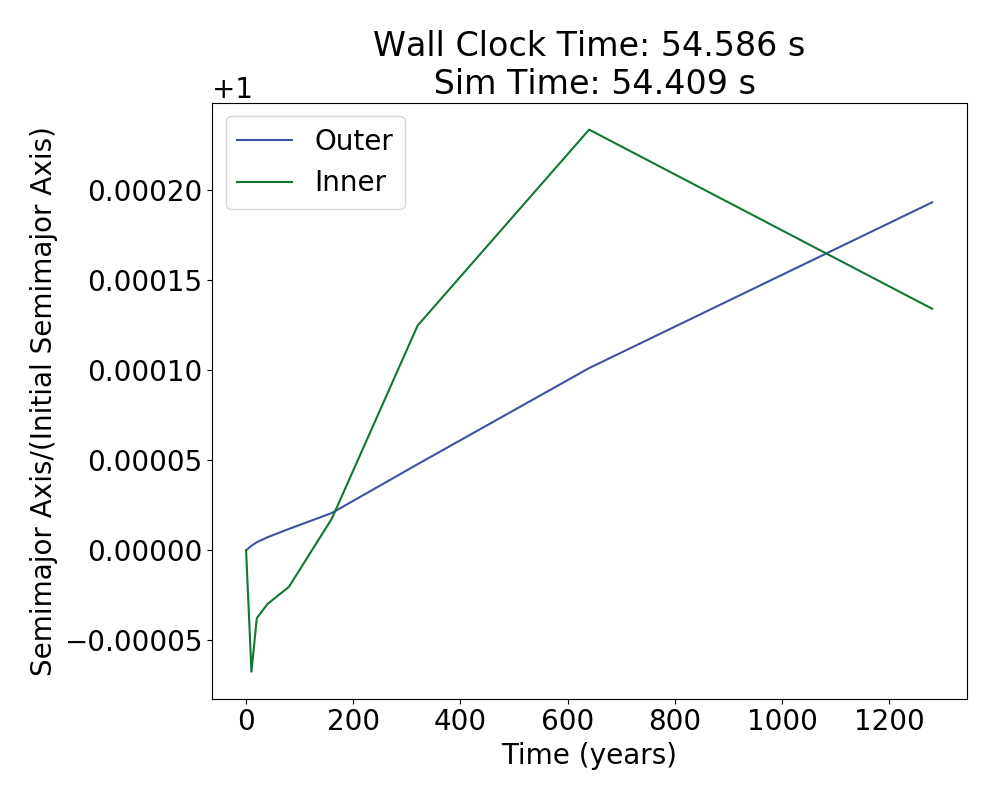 Wall Clock Time: 54.586 s
Sim Time: 54.409 s
+1
Outer
Inner
Semimajor Axis/(Initial Semimajor Axis)
0.00020
0.00015
0.00010
0.00005
0.00000
−0.00005
0 200 400 600 800 1000 1200
Time (years)